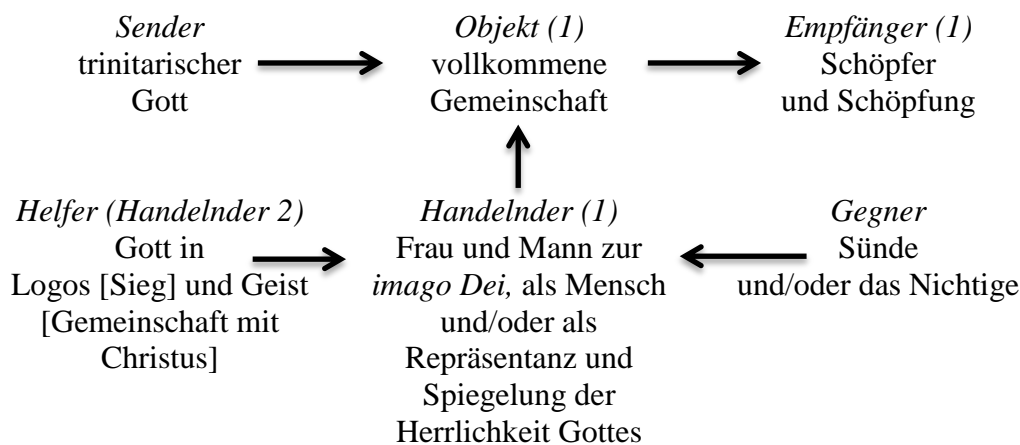 Sender
trinitarischer
Gott
Objekt (1)
vollkommene
Gemeinschaft
Empfänger (1)
Schöpfer
und Schöpfung
Helfer (Handelnder 2)
Gott in
Logos [Sieg] und Geist
[Gemeinschaft mit
Christus]
Handelnder (1)
Frau und Mann zur
imago Dei, als Mensch
und/oder als
Repräsentanz und
Spiegelung der
Herrlichkeit Gottes
Gegner
Sünde
und/oder das Nichtige